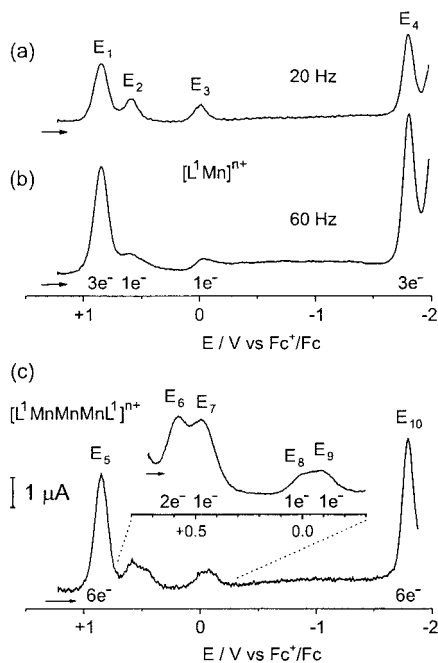 (a)
E₁
E₂
E₃
E₄
20 Hz
(b)
[L¹Mn]ⁿ⁺
60 Hz
3e⁻ 1e⁻ 1e⁻ 3e⁻
+1 0 -1 -2
E / V vs Fc⁺/Fc
(c)
[L¹MnMnMnL¹]ⁿ⁺
E₆
E₇
E₈
E₉
E₅
E₁₀
1 µA
2e⁻ 1e⁻ 1e⁻ 1e⁻
+0.5 0.0
6e⁻ 6e⁻
+1 0 -1 -2
E / V vs Fc⁺/Fc